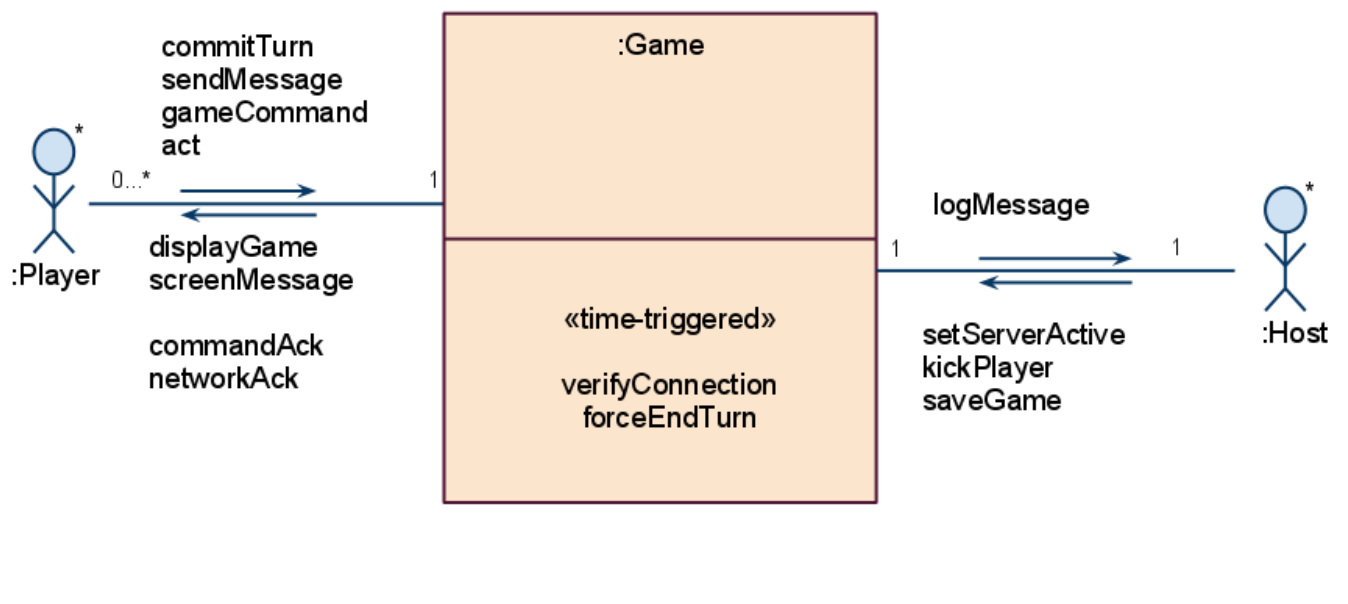 commitTurn
sendMessage
gameCommand
act
*
0...*
1
:Player
displayGame
screenMessage
commandAck
networkAck
:Game
«time-triggered»
verifyConnection
forceEndTurn
logMessage
1
1
*
:Host
setServerActive
kickPlayer
saveGame